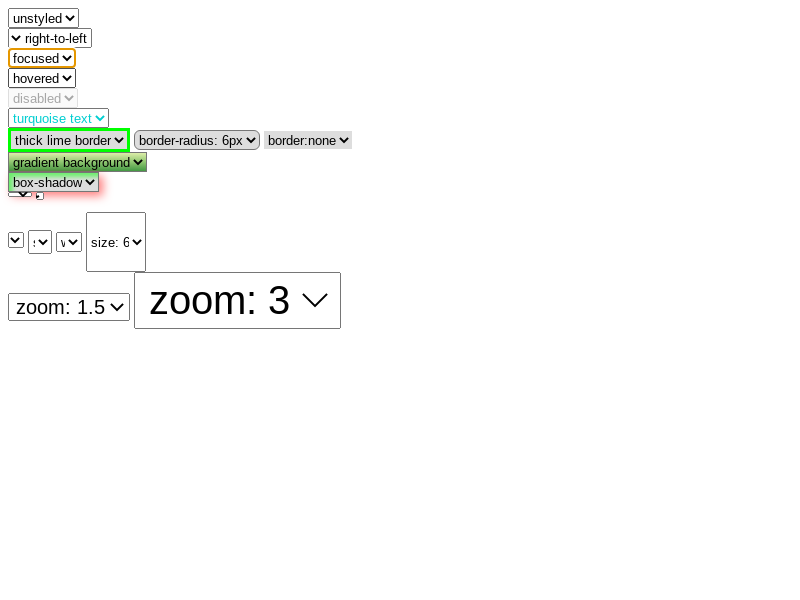 unstyled
right-to-left
focused
hovered
disabled
turquoise text
thick lime border border-radius: 6px border:none
gradient background
box-shadow
size: 6
zoom: 1.5 zoom: 3